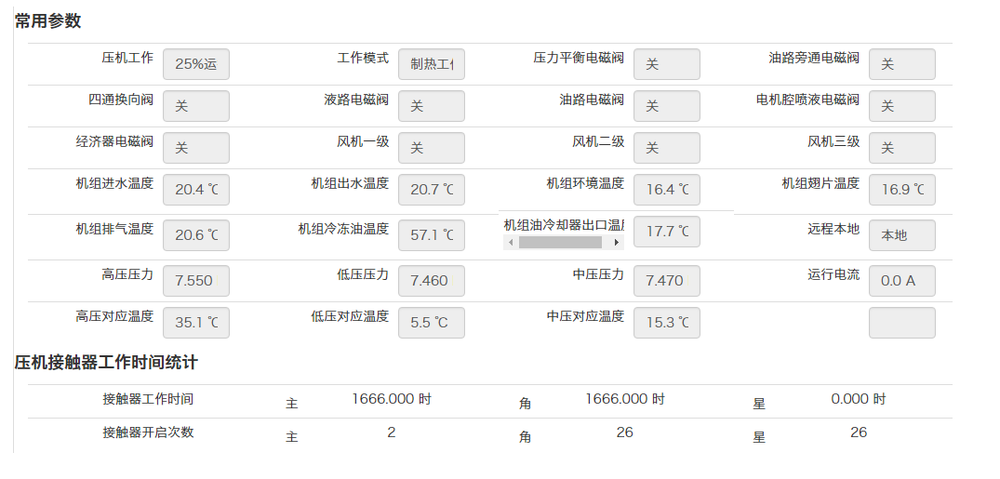 常用参数
压机工作 25%运 工作模式 制热工 压力平衡电磁阀 关 油路旁通电磁阀 关
四通换向阀 关 液路电磁阀 关 油路电磁阀 关 电机腔喷液电磁阀 关
经济器电磁阀 关 风机一级 关 风机二级 关 风机三级 关
机组进水温度 20.4 ℃ 机组出水温度 20.7 ℃ 机组环境温度 16.4 ℃ 机组翅片温度 16.9 ℃
机组排气温度 20.6 ℃ 机组冷冻油温度 57.1 ℃ 机组油冷却器出口温 17.7 ℃ 远程本地 本地
高压压力 7.550 低压压力 7.460 中压压力 7.470 运行电流 0.0 A
高压对应温度 35.1 ℃ 低压对应温度 5.5 ℃ 中压对应温度 15.3 ℃
压机接触器工作时间统计
接触器工作时间 主 1666.000 时 角 1666.000 时 星 0.000 时
接触器开启次数 主 2 角 26 星 26